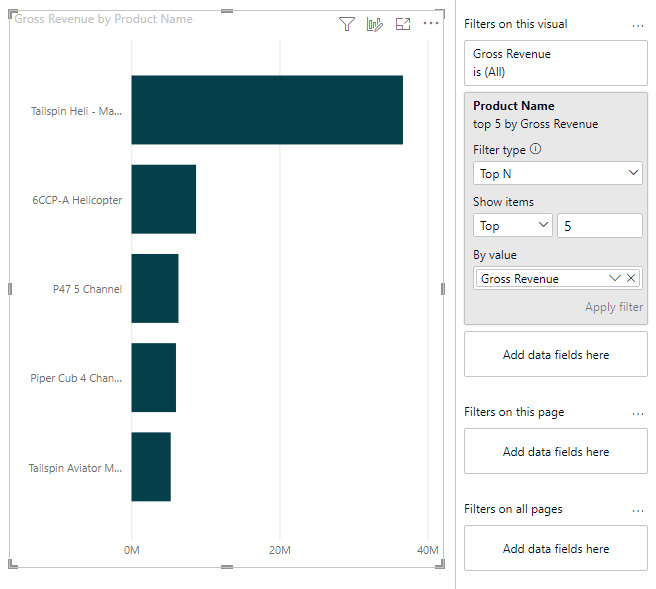 Gross Revenue by Product Name
Tailspin Heli - Ma...
6CCP-A Helicopter
P47 5 Channel
Piper Cub 4 Chan...
Tailspin Aviator M...
0M 20M 40M
Filters on this visual
Gross Revenue
is (All)
Product Name
top 5 by Gross Revenue
Filter type
Top N
Show items
Top 5
By value
Gross Revenue
Apply filter
Add data fields here
Filters on this page
Add data fields here
Filters on all pages
Add data fields here